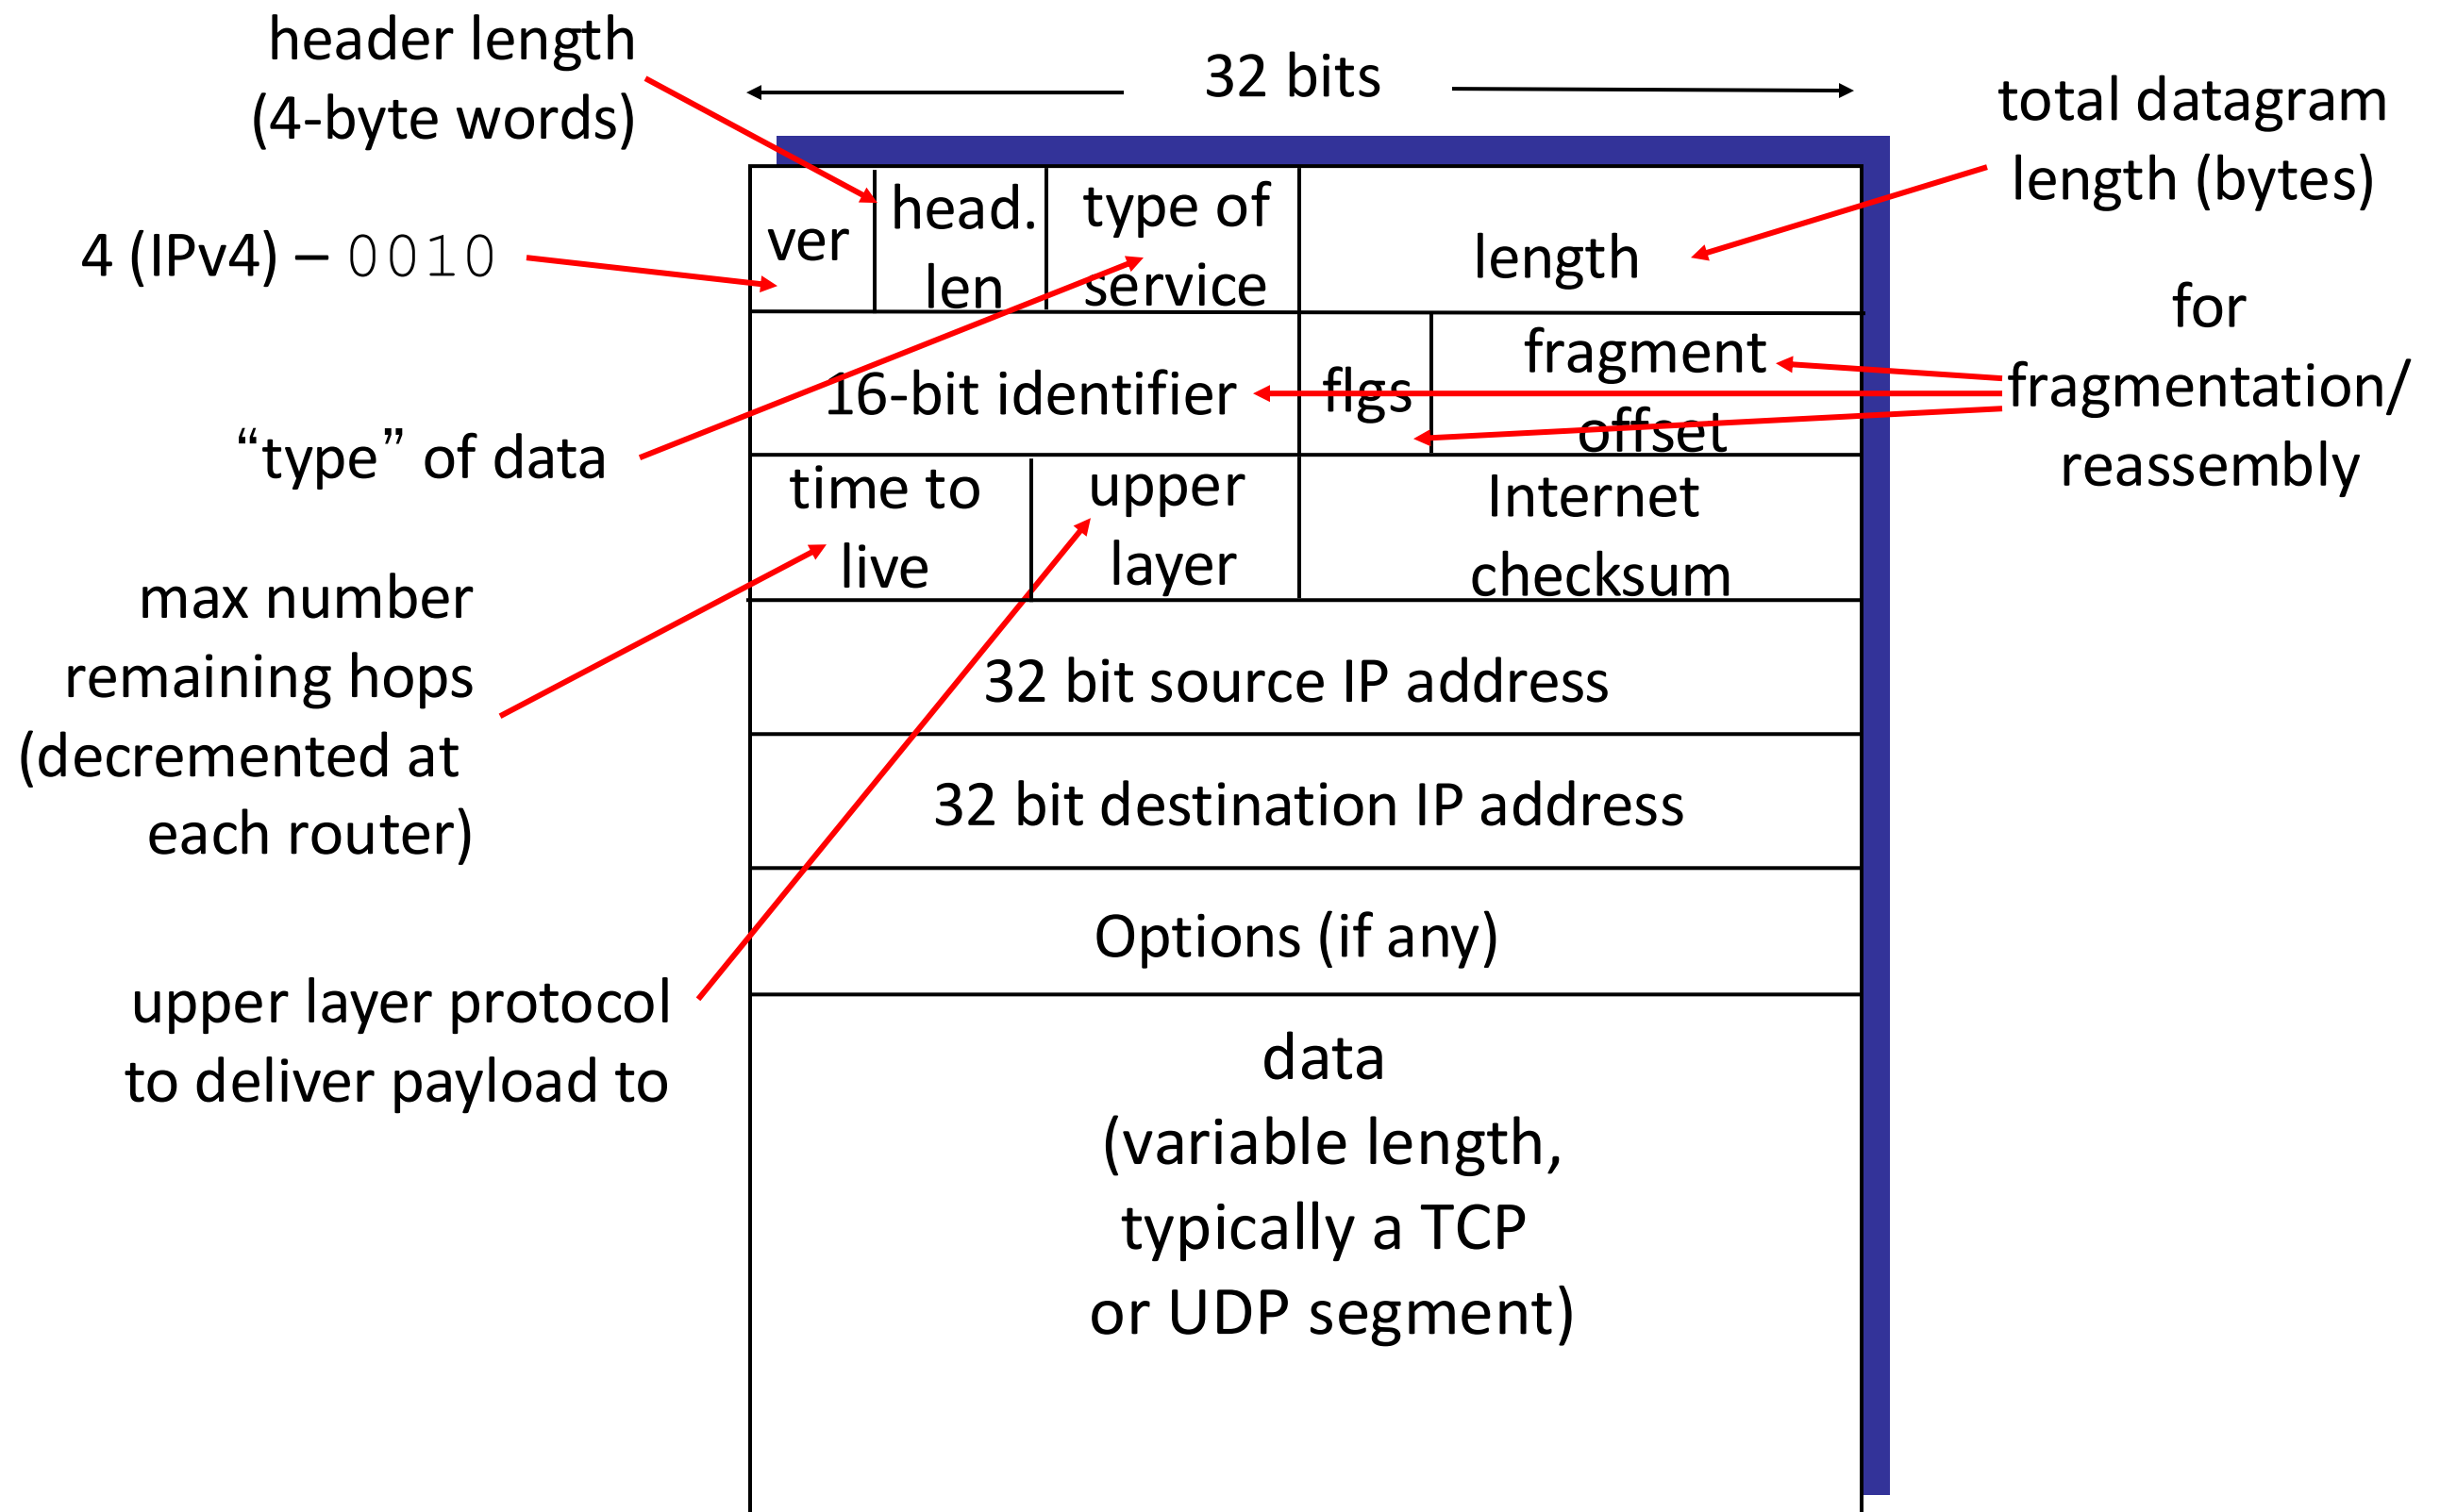 header length
(4-byte words)
32 bits
total datagram
length (bytes)
4 (IPv4) – 0010
ver
head.
len
type of
service
length
for
fragmentation/
reassembly
16-bit identifier
flgs
fragment
offset
“type” of data
time to
live
upper
layer
Internet
checksum
max number
remaining hops
(decremented at
each router)
32 bit source IP address
32 bit destination IP address
Options (if any)
upper layer protocol
to deliver payload to
data
(variable length,
typically a TCP
or UDP segment)